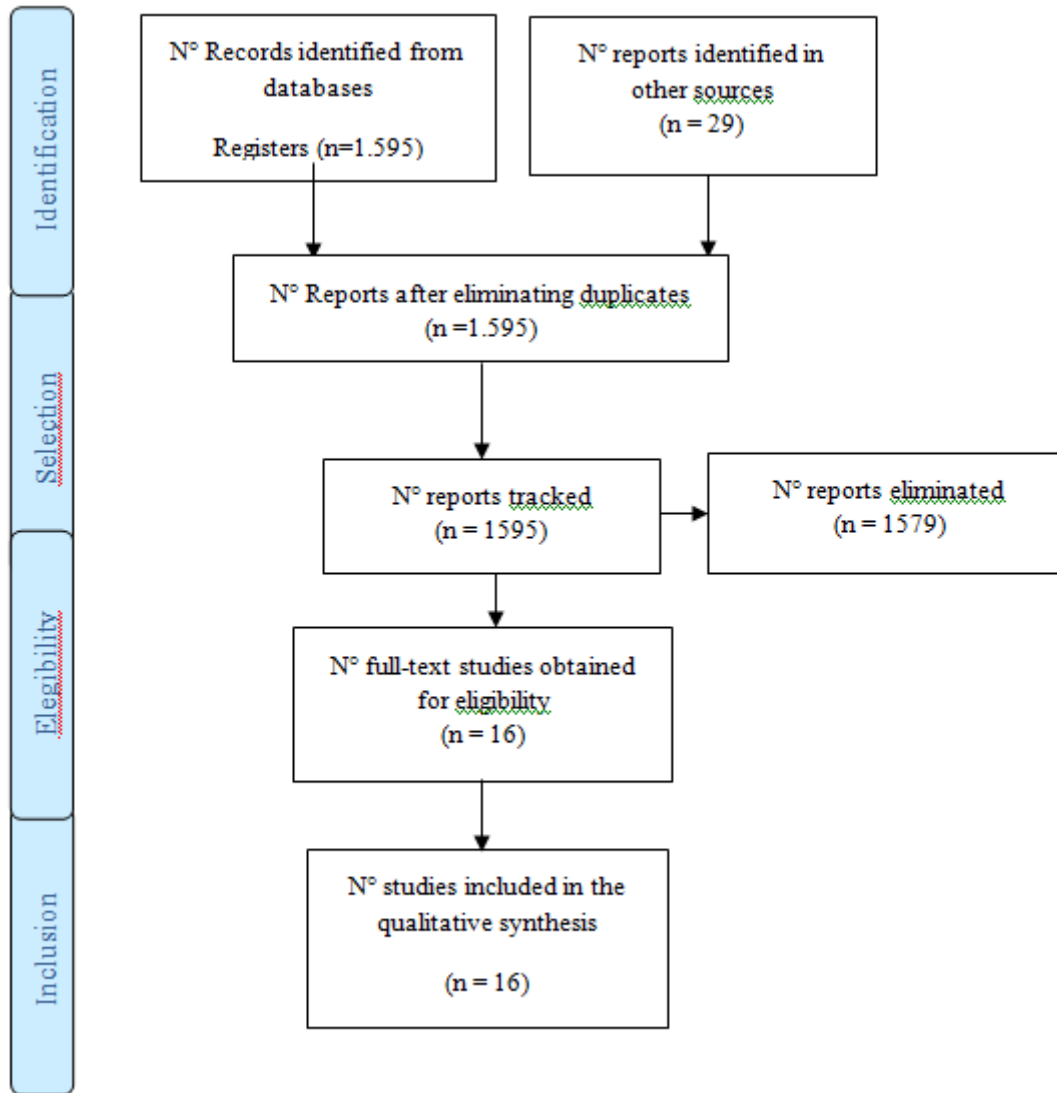 Identification
N° Records identified from
databases
Registers (n=1.595)
N° reports identified in
other sources
(n = 29)
N° Reports after eliminating duplicates
(n =1.595)
Selection
N° reports tracked
(n = 1595)
N° reports eliminated
(n = 1579)
Elegibility
N° full-text studies obtained
for eligibility
(n = 16)
Inclusion
N° studies included in the
qualitative synthesis
(n = 16)